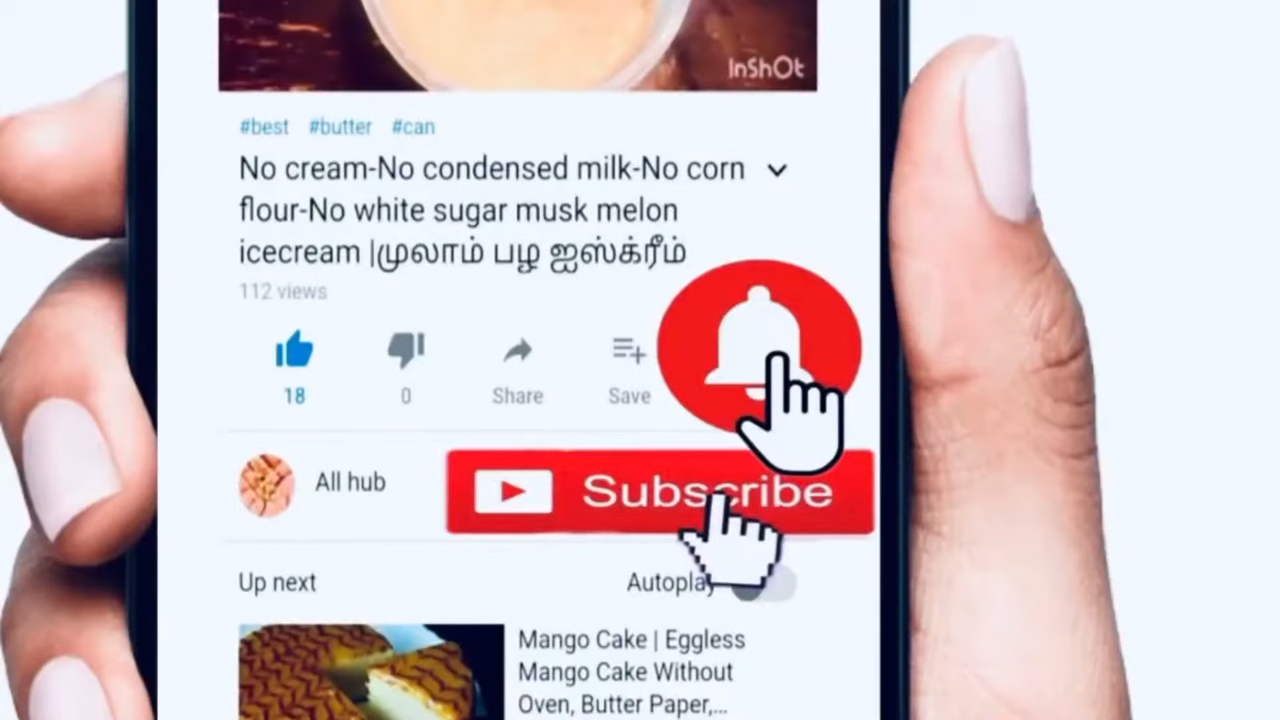 InShOt
#best #butter #can
No cream-No condensed milk-No corn
flour-No white sugar musk melon
icecream |முலாம் பழ ஐஸ்க்ரீம்
112 views
18
0
Share
Save
All hub
Subscribe
Up next
Autoplay
Mango Cake | Eggless
Mango Cake Without
Oven, Butter Paper,...